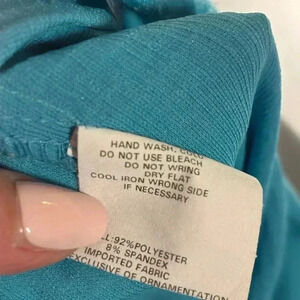 HAND WASH. COLD
DO NOT USE BLEACH
DO NOT WRING
DRY FLAT
COOL IRON WRONG SIDE
IF NECESSARY
92%POLYESTER
8% SPANDEX
IMPORTED FABRIC
EXCLUSIVE OF ORNAMENTATION